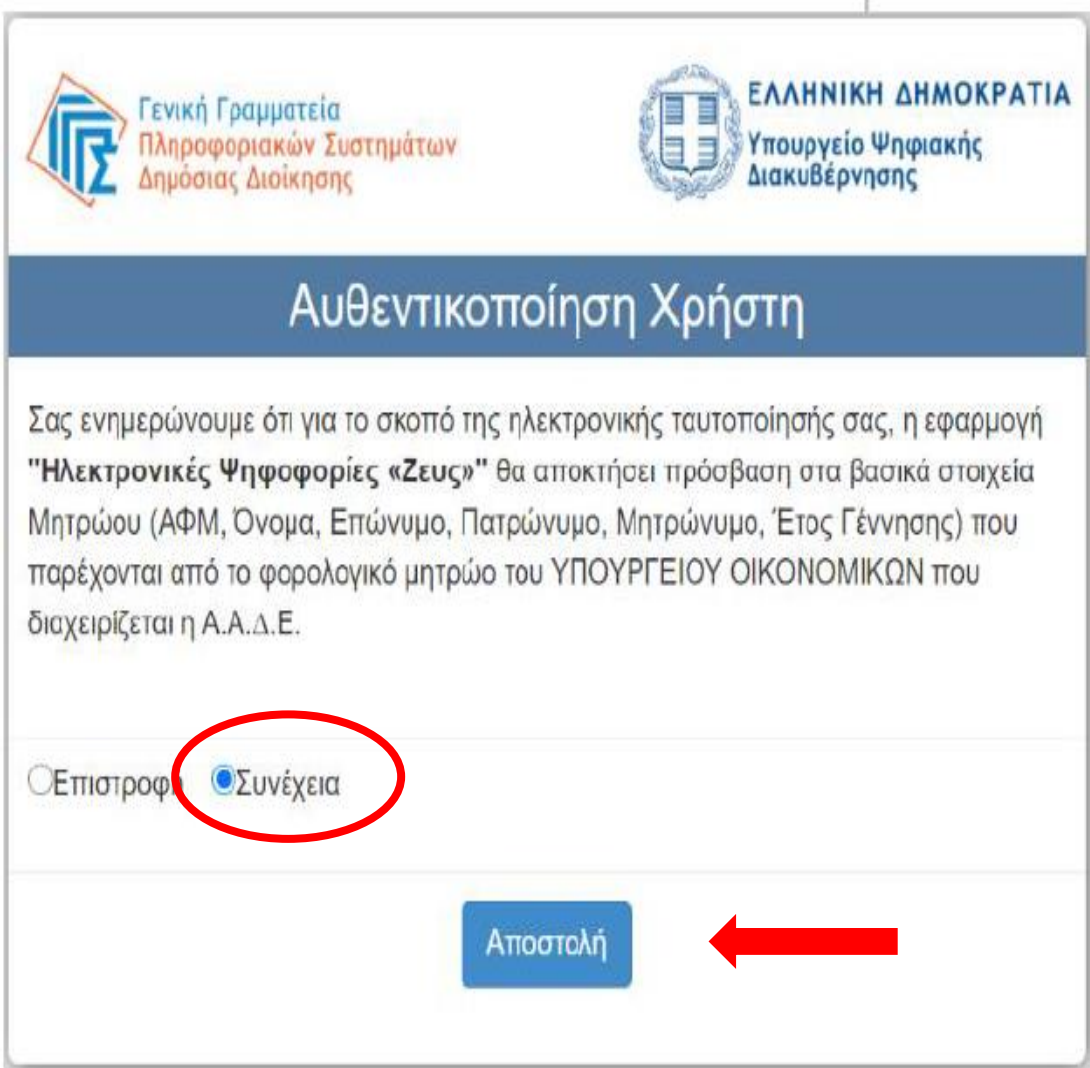 Γενική Γραμματεία
Πληροφοριακών Συστημάτων
Δημόσιας Διοίκησης
ΕΛΛΗΝΙΚΗ ΔΗΜΟΚΡΑΤΙΑ
Υπουργείο Ψηφιακής
Διακυβέρνησης
Αυθεντικοποίηση Χρήστη
Σας ενημερώνουμε ότι για το σκοπό της ηλεκτρονικής ταυτοποίησής σας, η εφαρμογή
"Ηλεκτρονικές Ψηφοφορίες «Ζευς»" θα αποκτήσει πρόσβαση στα βασικά στοιχεία
Μητρώου (ΑΦΜ, Όνομα, Επώνυμο, Πατρώνυμο, Μητρώνυμο, Έτος Γέννησης) που
παρέχονται από το φορολογικό μητρώο του ΥΠΟΥΡΓΕΙΟΥ ΟΙΚΟΝΟΜΙΚΩΝ που
διαχειρίζεται η Α.Α.Δ.Ε.
Επιστροφή Συνέχεια
Αποστολή